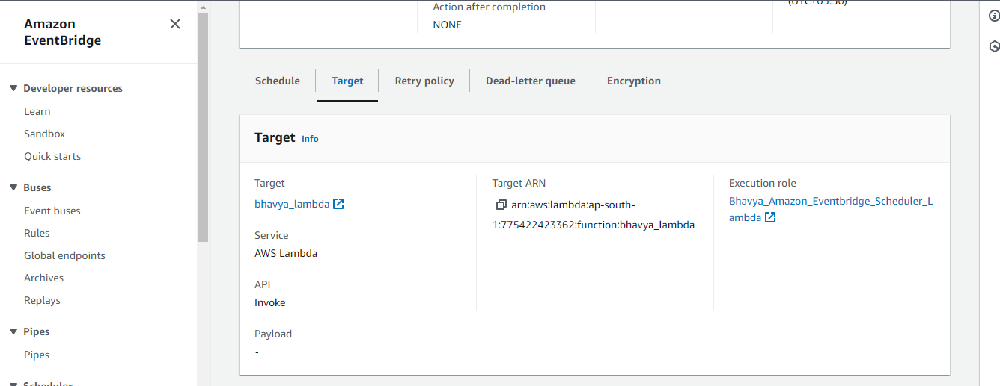 Amazon
EventBridge
Developer resources
Learn
Sandbox
Quick starts
Buses
Event buses
Rules
Global endpoints
Archives
Replays
Pipes
Pipes
Scheduler
Action after completion
NONE
(UTC+05:30)
Schedule
Target
Retry policy
Dead-letter queue
Encryption
Target Info
Target
bhavya_lambda
Service
AWS Lambda
API
Invoke
Payload
-
Target ARN
arn:aws:lambda:ap-south-
1:775422423362:function:bhavya_lambda
Execution role
Bhavya_Amazon_Eventbridge_Scheduler_L
ambda